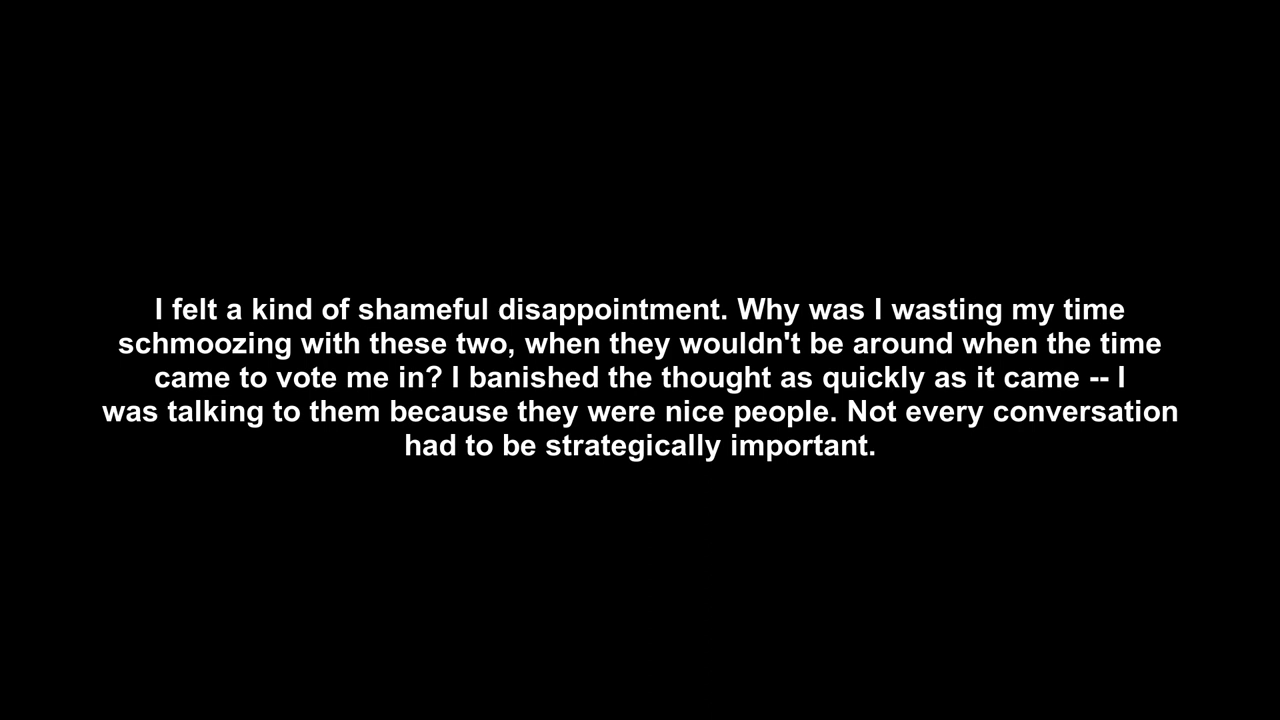 I felt a kind of shameful disappointment. Why was I wasting my time
schmoozing with these two, when they wouldn't be around when the time
came to vote me in? I banished the thought as quickly as it came -- I
was talking to them because they were nice people. Not every conversation
had to be strategically important.